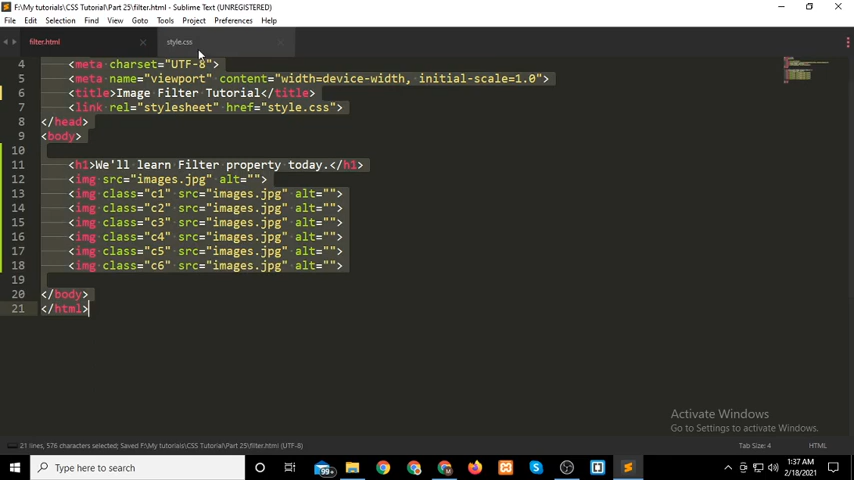 F:\My tutorials\CSS Tutorial\Part 25\filter.html - Sublime Text (UNREGISTERED)
File Edit Selection Find View Goto Tools Project Preferences Help
filter.html style.css
4 <meta charset="UTF-8">
5 <meta name="viewport" content="width=device-width, initial-scale=1.0">
6 <title>Image Filter Tutorial</title>
7 <link rel="stylesheet" href="style.css">
8 </head>
9 <body>
10
11 <h1>We'll learn Filter property today.</h1>
12 <img src="images.jpg" alt="">
13 <img class="c1" src="images.jpg" alt="">
14 <img class="c2" src="images.jpg" alt="">
15 <img class="c3" src="images.jpg" alt="">
16 <img class="c4" src="images.jpg" alt="">
17 <img class="c5" src="images.jpg" alt="">
18 <img class="c6" src="images.jpg" alt="">
19
20 </body>
21 </html>
Activate Windows
Go to Settings to activate Windows.
21 lines, 576 characters selected; Saved F:\My tutorials\CSS Tutorial\Part 25\filter.html (UTF-8) Tab Size: 4 HTML
Type here to search 99+ 1:37 AM
2/18/2021